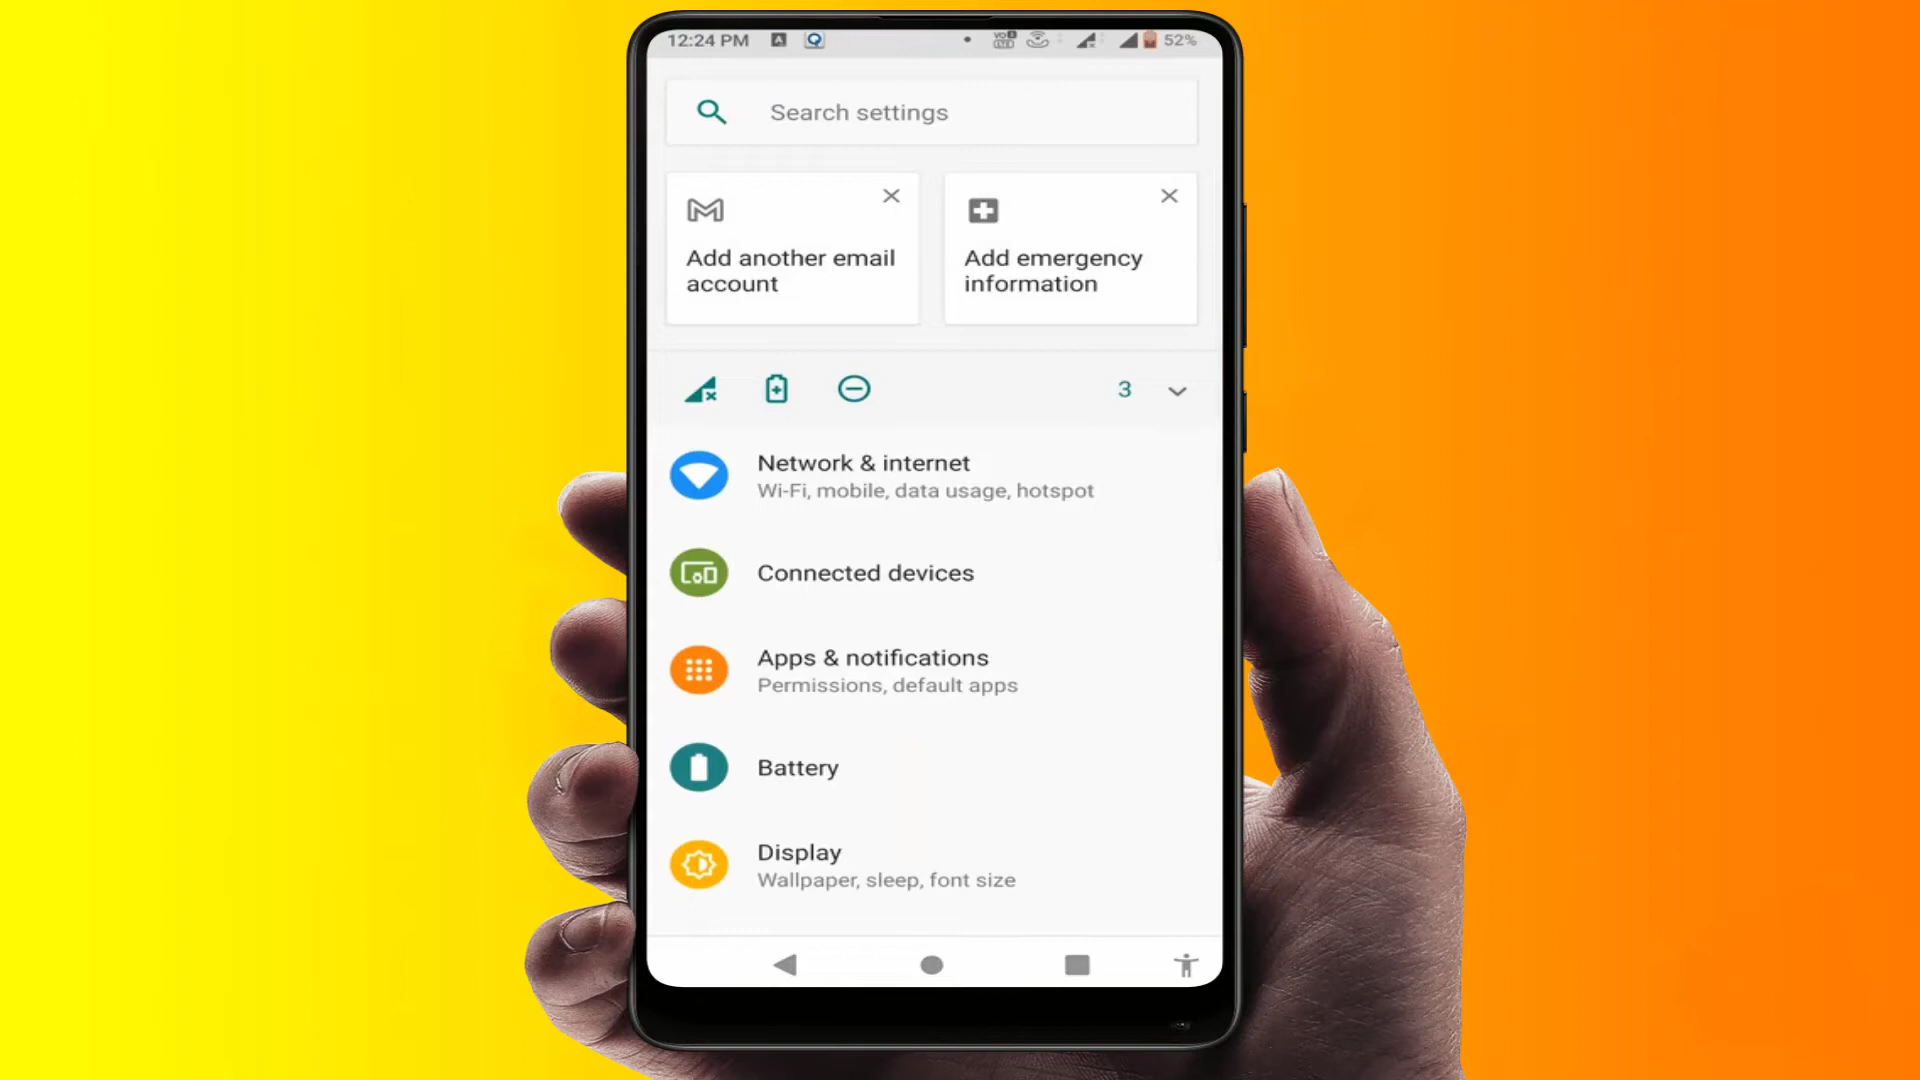 12:24 PM
52%
Search settings
Add another email
account
Add emergency
information
3
Network & internet
Wi-Fi, mobile, data usage, hotspot
Connected devices
Apps & notifications
Permissions, default apps
Battery
Display
Wallpaper, sleep, font size